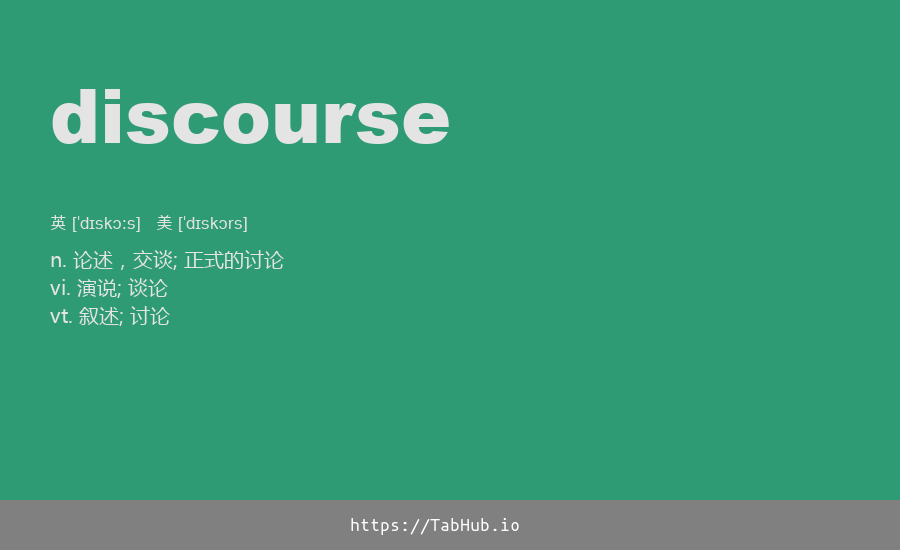 discourse
英 [ˈdɪskɔːs] 美 [ˈdɪskɔrs]
n. 论述，交谈; 正式的讨论
vi. 演说; 谈论
vt. 叙述; 讨论
https://TabHub.io